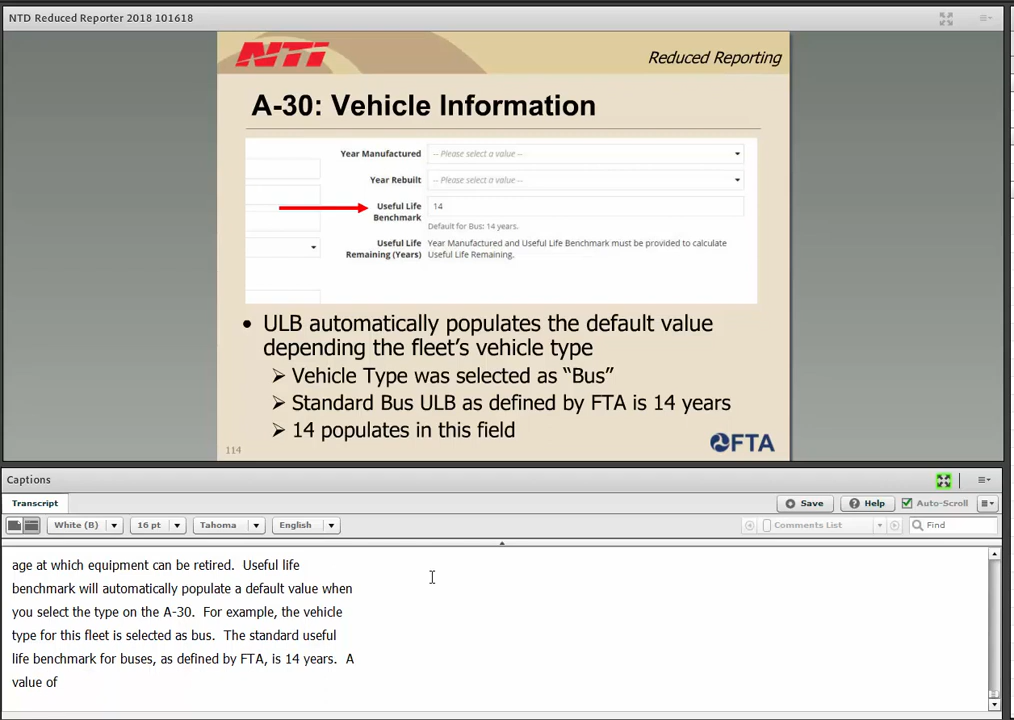 NTD Reduced Reporter 2018 101618
NTI
Reduced Reporting
A-30: Vehicle Information
Year Manufactured -- Please select a value --
Year Rebuilt -- Please select a value --
Useful Life Benchmark 14
Default for Bus: 14 years.
Useful Life Remaining (Years) Year Manufactured and Useful Life Benchmark must be provided to calculate
Useful Life Remaining.
• ULB automatically populates the default value
depending the fleet's vehicle type
➢ Vehicle Type was selected as “Bus”
➢ Standard Bus ULB as defined by FTA is 14 years
➢ 14 populates in this field
114
FTA
Captions
Transcript
Save Help Auto-Scroll
White (B) 16 pt Tahoma English Comments List Find
age at which equipment can be retired.  Useful life
benchmark will automatically populate a default value when
you select the type on the A-30.  For example, the vehicle
type for this fleet is selected as bus.  The standard useful
life benchmark for buses, as defined by FTA, is 14 years.  A
value of